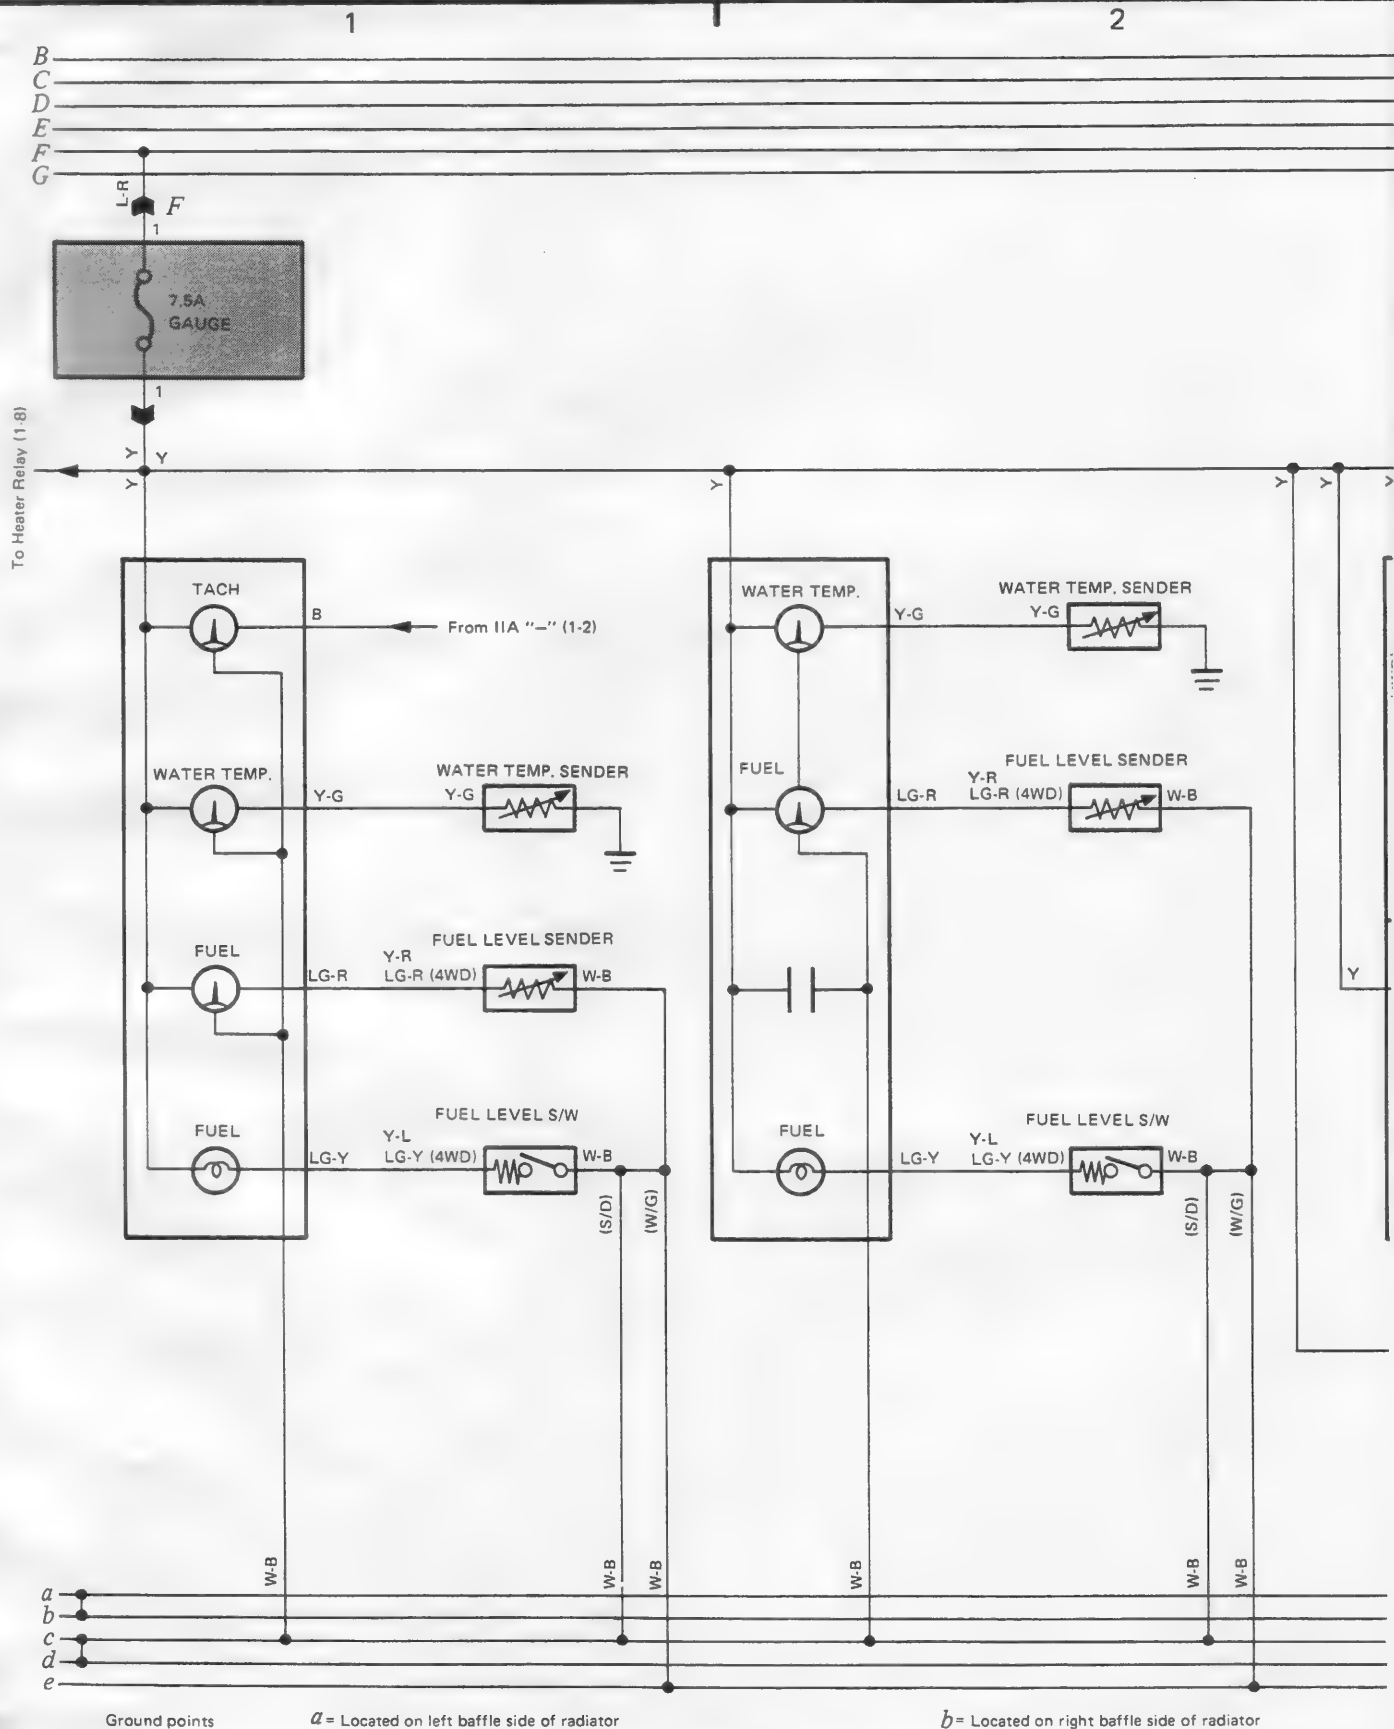 1 2
B
C
D
E
F
G
L-R
F
1
7.5A
GAUGE
1
To Heater Relay (1-8)
Y Y
Y Y Y Y Y
TACH
B
From IIA "—" (1-2)
WATER TEMP.
Y-G
WATER TEMP. SENDER
Y-G
WATER TEMP.
Y-G
WATER TEMP. SENDER
Y-G
FUEL
LG-R
FUEL LEVEL SENDER
Y-R
LG-R (4WD)
W-B
FUEL
LG-R
FUEL LEVEL SENDER
Y-R
LG-R (4WD)
W-B
Y
FUEL
LG-Y
FUEL LEVEL S/W
Y-L
LG-Y (4WD)
W-B
(S/D)
(W/G)
FUEL
LG-Y
FUEL LEVEL S/W
Y-L
LG-Y (4WD)
W-B
(S/D)
(W/G)
W-B W-B W-B W-B W-B W-B
a
b
c
d
e
Ground points a = Located on left baffle side of radiator b = Located on right baffle side of radiator